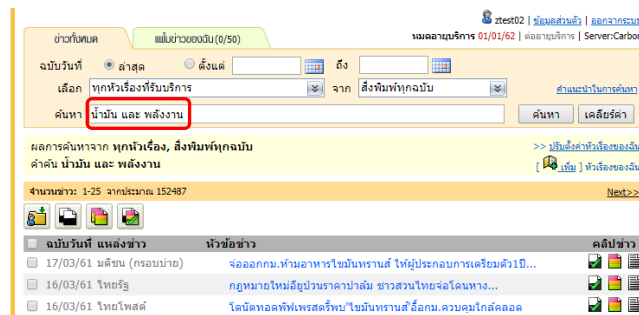 ztest02 | ข้อมูลส่วนตัว | ออกจากระบบ
ข่าวทั้งหมด แฟ้มข่าวของฉัน (0/50) หมดอายุบริการ 01/01/62 | ต่ออายุบริการ | Server:Carbon
ฉบับวันที่ ล่าสุด ตั้งแต่ ถึง
เลือก ทุกหัวเรื่องที่รับบริการ จาก สิ่งพิมพ์ทุกฉบับ คำแนะนำในการค้นหา
ค้นหา น้ำมัน และ พลังงาน ค้นหา เคลียร์ค่า
ผลการค้นหาจาก ทุกหัวเรื่อง, สิ่งพิมพ์ทุกฉบับ >> ปรับตั้งค่าหัวเรื่องของฉัน
คำค้น น้ำมัน และ พลังงาน [ เพิ่ม ] หัวเรื่องของฉัน
จำนวนข่าว: 1-25 จากประมาณ 152487 Next>>
ฉบับวันที่ แหล่งข่าว หัวข้อข่าว คลิปข่าว
17/03/61 มติชน (กรอบบ่าย) จ่อออกกม.ห้ามอาหารไขมันทรานส์ ให้ผู้ประกอบการเตรียมตัว1ปี...
16/03/61 ไทยรัฐ กฎหมายใหม่อียูป่วนราคาปาล์ม ชาวสวนไทยจ่อโดนหาง...
16/03/61 ไทยโพสต์ โดนัตทอดพัฟเพรสตรี้พบ'ไขมันทรานส์'อื้อกม.ควบคุมใกล้คลอด